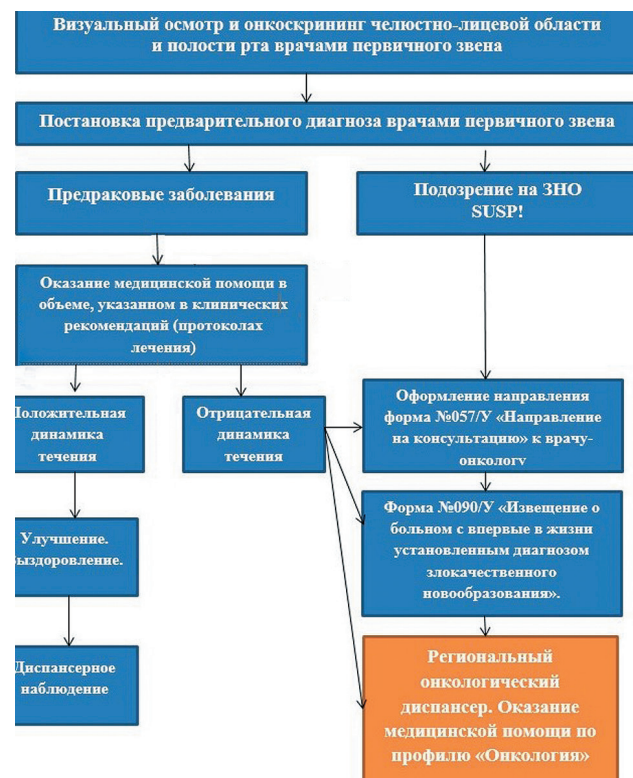 Визуальный осмотр и онкоскрининг челюстно-лицевой области
и полости рта врачами первичного звена
Постановка предварительного диагноза врачами первичного звена
Предраковые заболевания
Подозрение на ЗНО
SUSP!
Оказание медицинской помощи в
объеме, указанном в клинических
рекомендаций (протоколах
лечения)
Положительная
динамика
течения
Отрицательная
динамика
течения
Оформление направления
форма №057/У «Направление
на консультацию» к врачу-
онкологу
Улучшение.
Выздоровление.
Форма №090/У «Извещение о
больном с впервые в жизни
установленным диагнозом
злокачественного
новообразования».
Диспансерное
наблюдение
Региональный
онкологический
диспансер. Оказание
медицинской помощи по
профилю «Онкология»